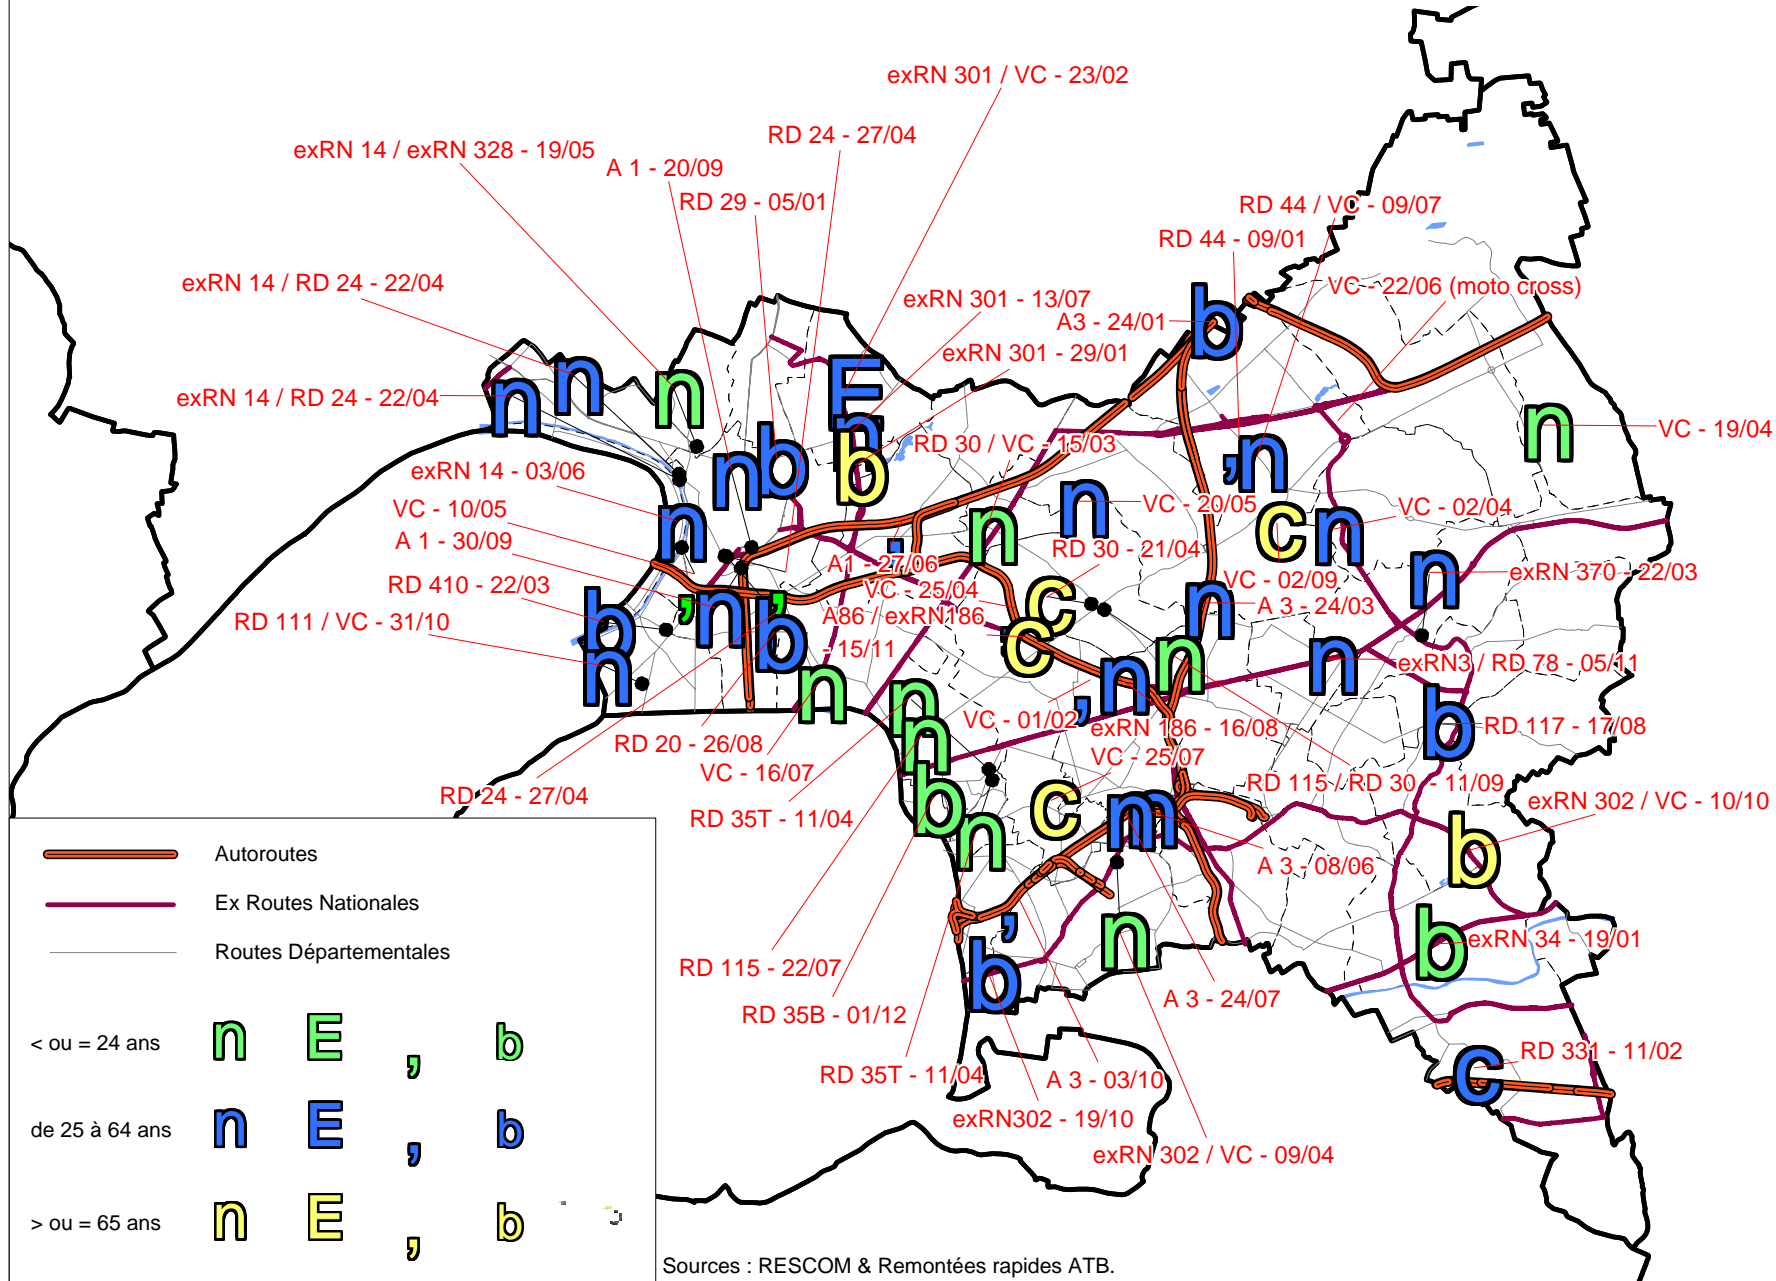 exRN 301 / VC - 23/02
RD 24 - 27/04
exRN 14 / exRN 328 - 19/05
A 1 - 20/09
RD 29 - 05/01
RD 44 / VC - 09/07
RD 44 - 09/01
exRN 14 / RD 24 - 22/04
VC - 22/06 (moto cross)
exRN 301 - 13/07
A3 - 24/01
b
exRN 301 - 29/01
E
n
n
n
n
exRN 14 / RD 24 - 22/04
n
n
VC - 19/04
RD 30 / VC - 15/03
b
n
b
,
n
exRN 14 - 03/06
n
VC - 10/05
A 1 - 30/09
n
n
VC - 20/05
c
n
VC - 02/04
RD 30 - 21/04
,
A1 - 27/06
VC - 25/04
A86 / exRN186
- 15/11
RD 410 - 22/03
b
,
n
,
b
c
c
VC - 02/09
n
A 3 - 24/03
n
exRN 370 - 22/03
RD 111 / VC - 31/10
n
n
n
n
n
exRN3 / RD 78 - 05/11
n
,
VC - 01/02
exRN 186 - 16/08
b
RD 117 - 17/08
RD 20 - 26/08
VC - 16/07
n
VC - 25/07
RD 24 - 27/04
RD 35T - 11/04
b
n
c
n
n
RD 115 / RD 30 - 11/09
exRN 302 / VC - 10/10
b
A 3 - 08/06
Autoroutes
Ex Routes Nationales
Routes Départementales
,
b
n
b
exRN 34 - 19/01
RD 115 - 22/07
A 3 - 24/07
RD 35B - 01/12
RD 35T - 11/04
A 3 - 03/10
c
RD 331 - 11/02
exRN302 - 19/10
exRN 302 / VC - 09/04
< ou = 24 ans n E , b
de 25 à 64 ans n E , b
> ou = 65 ans n E , b
Sources : RESCOM & Remontées rapides ATB.